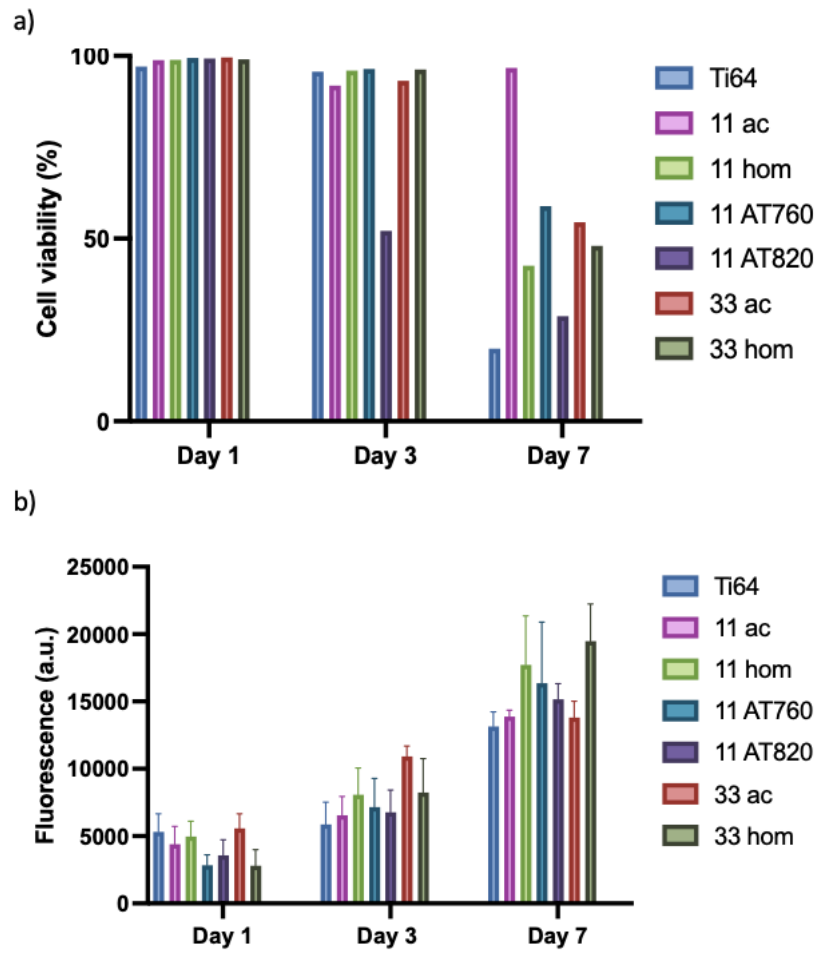 a)
Cell viability (%)
100
50
0
Day 1
Day 3
Day 7
Ti64
11 ac
11 hom
11 AT760
11 AT820
33 ac
33 hom
b)
Fluorescence (a.u.)
25000
20000
15000
10000
5000
0
Day 1
Day 3
Day 7
Ti64
11 ac
11 hom
11 AT760
11 AT820
33 ac
33 hom